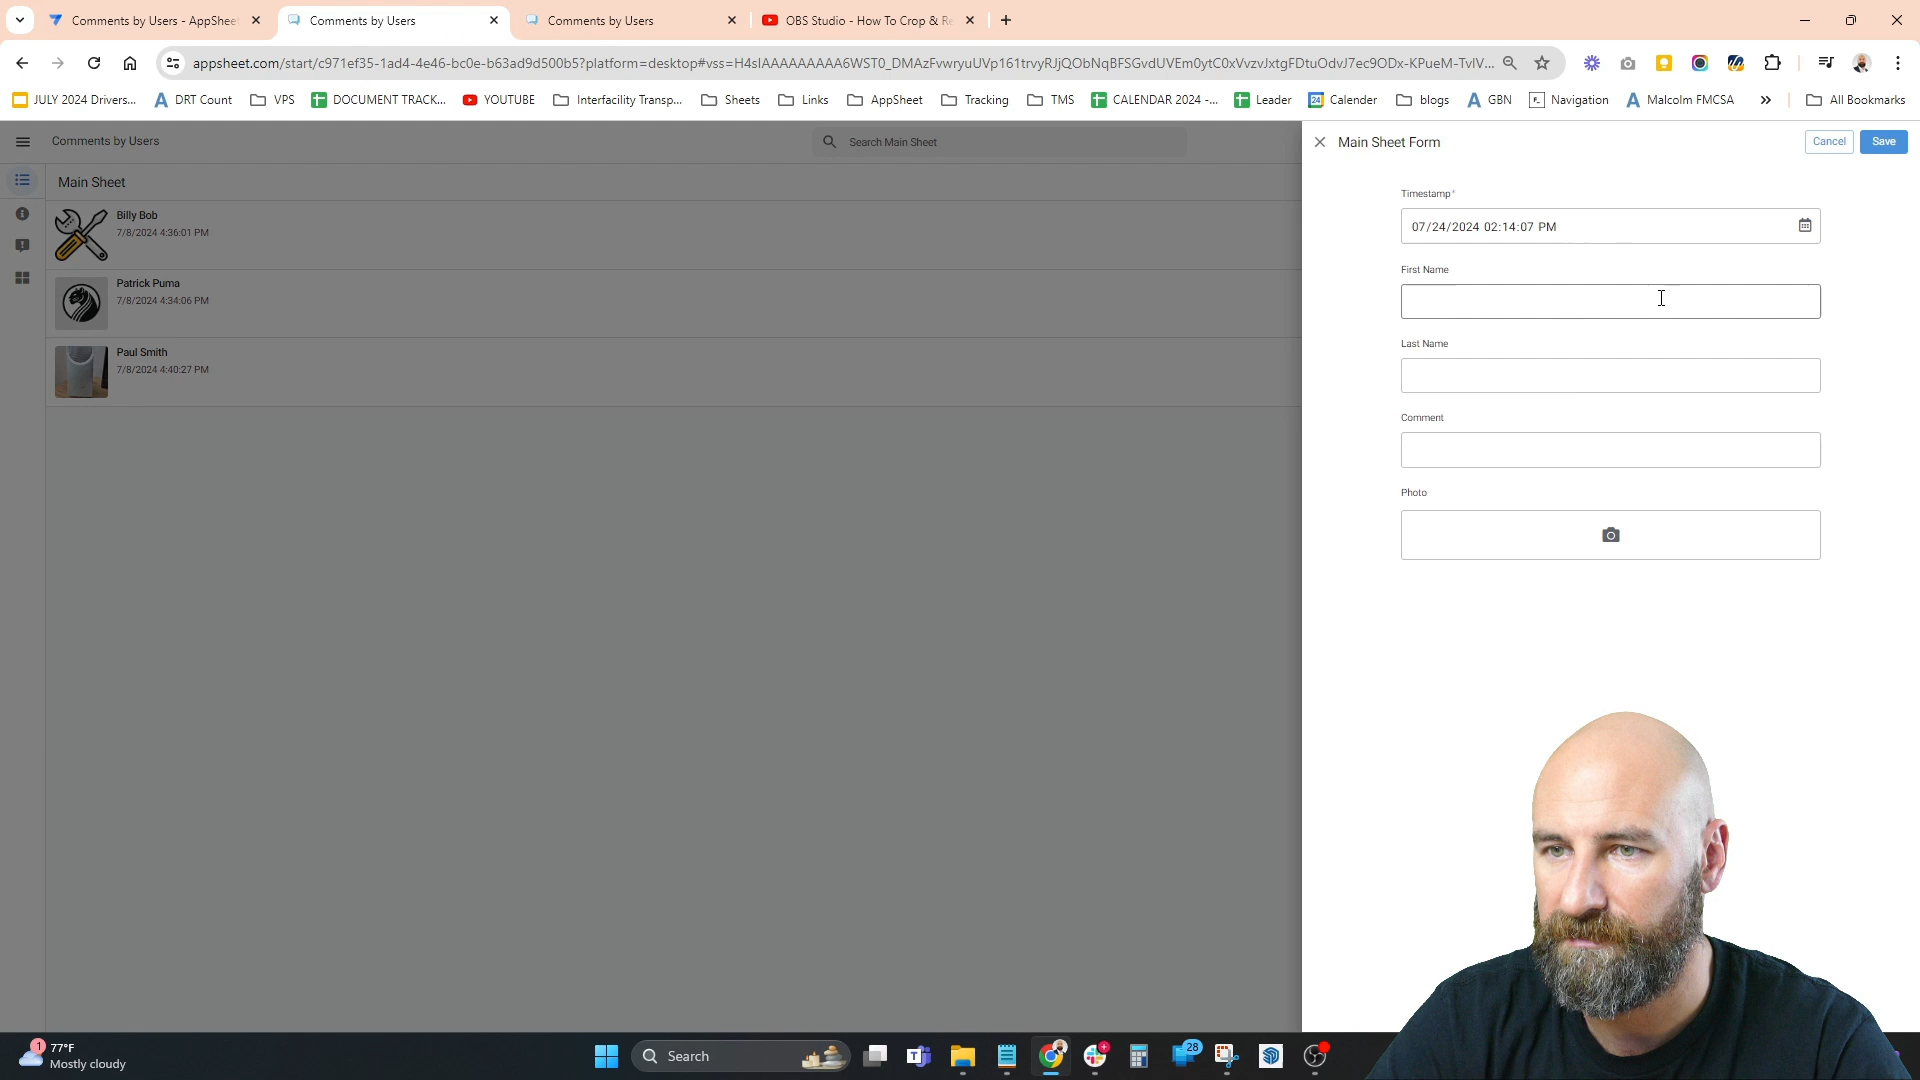 Comments by Users - AppSheet
Comments by Users
Comments by Users
OBS Studio - How To Crop & Re
appsheet.com/start/c971ef35-1ad4-4e46-bc0e-b63ad9d500b5?platform=desktop#vss=H4sIAAAAAAAAA6WST0_DMAzFvwryuUVp161trvyRJjQObNqBFSGvdUVEm0ytC0xVvzvJxtgFDtuOdvJ7ec9ODx-KPueM-TvIV...
JULY 2024 Drivers...
DRT Count
VPS
DOCUMENT TRACK...
YOUTUBE
Interfacility Transp...
Sheets
Links
AppSheet
Tracking
TMS
CALENDAR 2024 -...
Leader
Calender
blogs
GBN
Navigation
Malcolm FMCSA
All Bookmarks
Comments by Users
Search Main Sheet
Main Sheet Form
Cancel
Save
Main Sheet
Billy Bob
7/8/2024 4:36:01 PM
Patrick Puma
7/8/2024 4:34:06 PM
Paul Smith
7/8/2024 4:40:27 PM
Timestamp*
07/24/2024 02:14:07 PM
First Name
Last Name
Comment
Photo
1
77°F
Mostly cloudy
Search
28